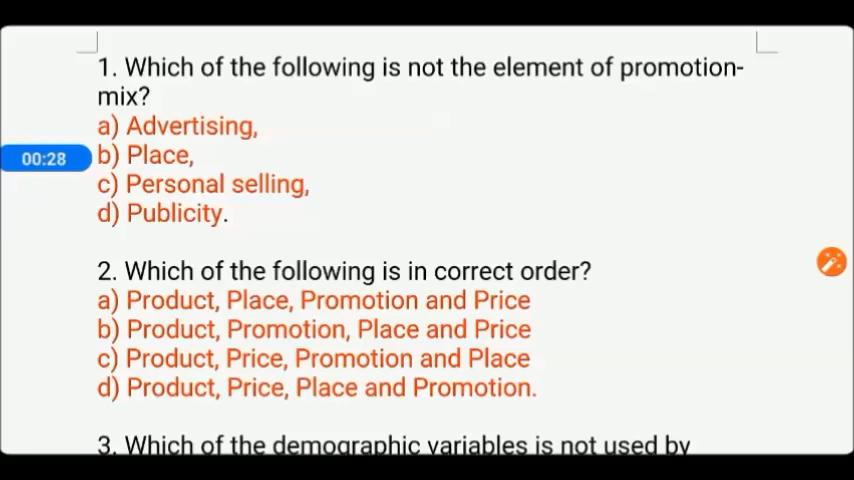 1. Which of the following is not the element of promotion-
mix?
a) Advertising,
00:28
b) Place,
c) Personal selling,
d) Publicity.
2. Which of the following is in correct order?
a) Product, Place, Promotion and Price
b) Product, Promotion, Place and Price
c) Product, Price, Promotion and Place
d) Product, Price, Place and Promotion.
3. Which of the demographic variables is not used by